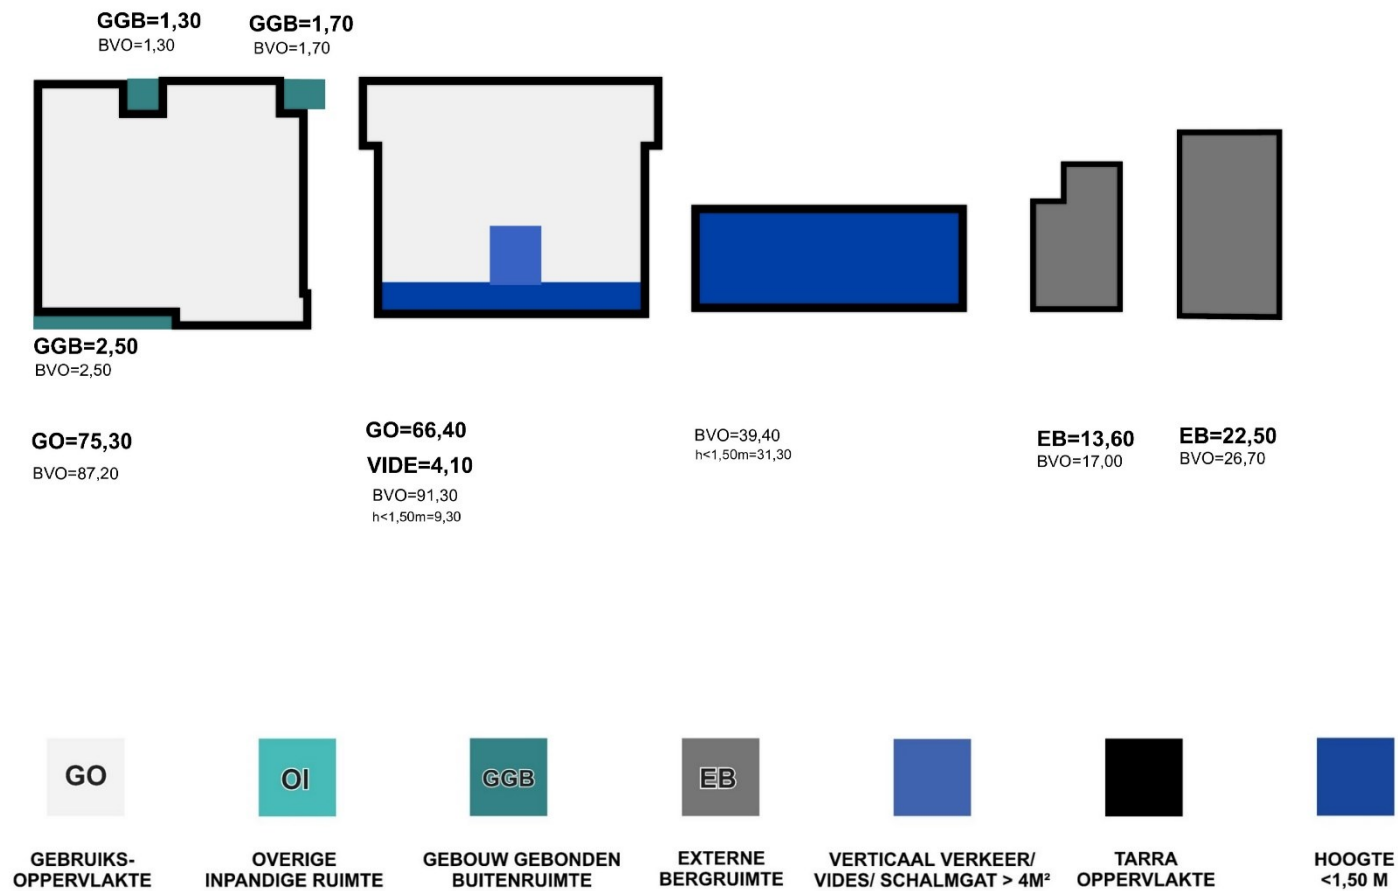 GGB=1,30
BVO=1,30
GGB=1,70
BVO=1,70
GGB=2,50
BVO=2,50
GO=75,30
BVO=87,20
GO=66,40
VIDE=4,10
BVO=91,30
h<1,50m=9,30
BVO=39,40
h<1,50m=31,30
EB=13,60
BVO=17,00
EB=22,50
BVO=26,70
GO
GEBRUIKS-
OPPERVLAKTE
OI
OVERIGE
INPANDIGE RUIMTE
GGB
GEBOUW GEBONDEN
BUITENRUIMTE
EB
EXTERNE
BERGRUIMTE
VERTICAAL VERKEER/
VIDES/ SCHALMGAT > 4M²
TARRA
OPPERVLAKTE
HOOGTE
<1,50 M